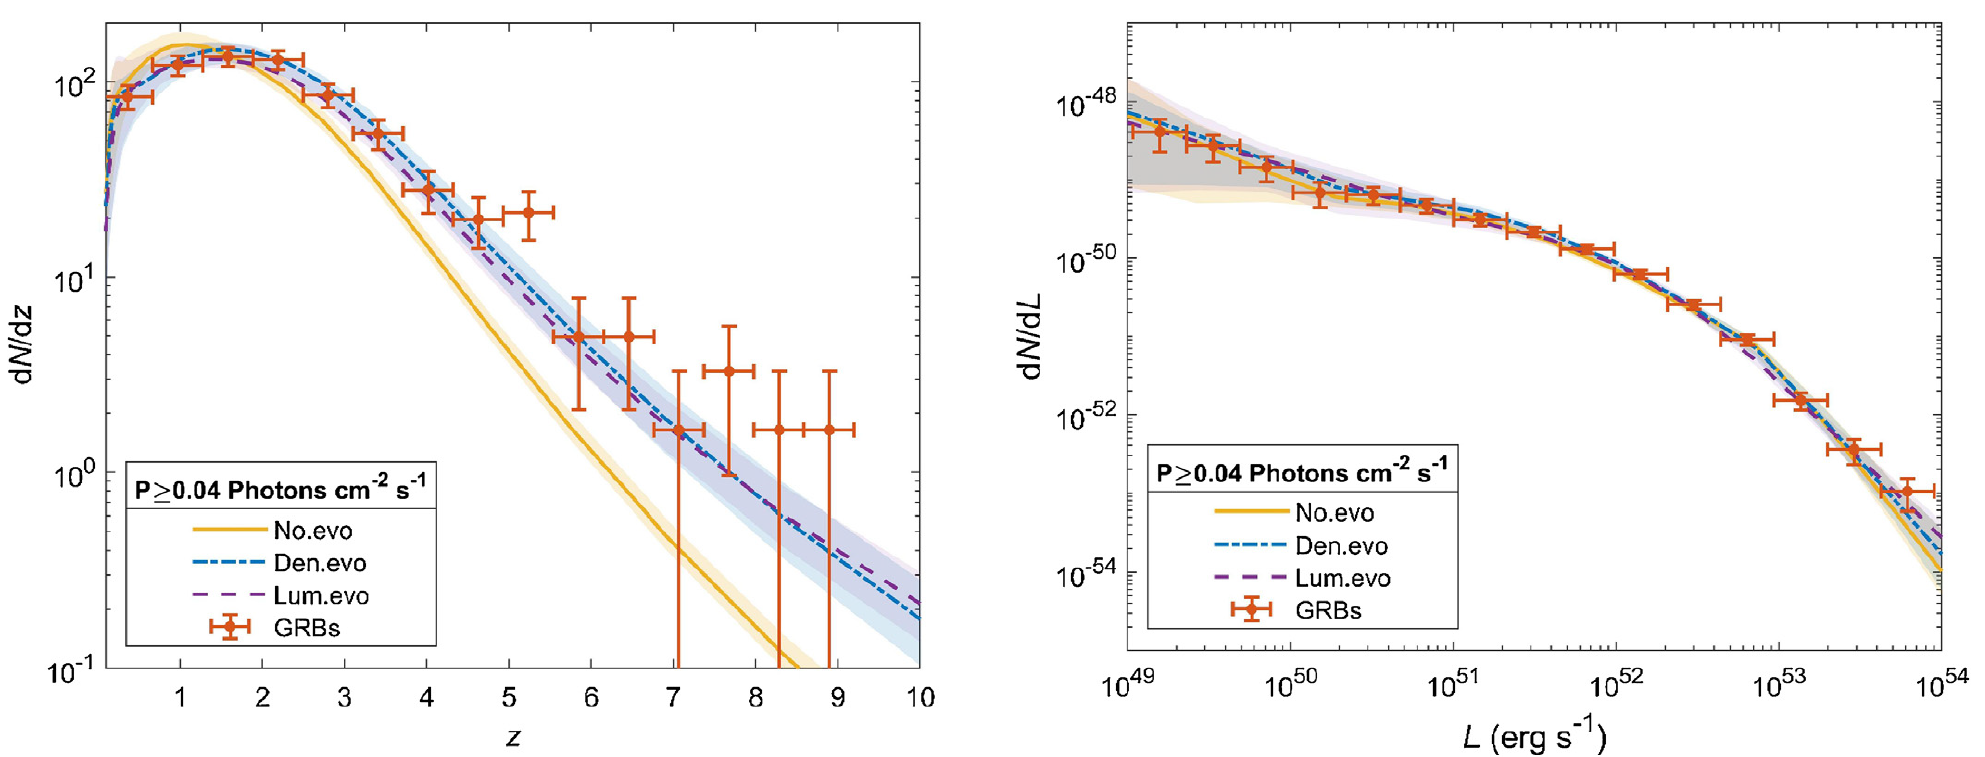 10²
10¹
10⁰
10⁻¹
dN/dz
P≥0.04 Photons cm⁻² s⁻¹
No.evo
Den.evo
Lum.evo
GRBs
1 2 3 4 5 6 7 8 9 10
z
10⁻⁴⁸
10⁻⁵⁰
10⁻⁵²
10⁻⁵⁴
dN/dL
P≥0.04 Photons cm⁻² s⁻¹
No.evo
Den.evo
Lum.evo
GRBs
10⁴⁹ 10⁵⁰ 10⁵¹ 10⁵² 10⁵³ 10⁵⁴
L (erg s⁻¹)